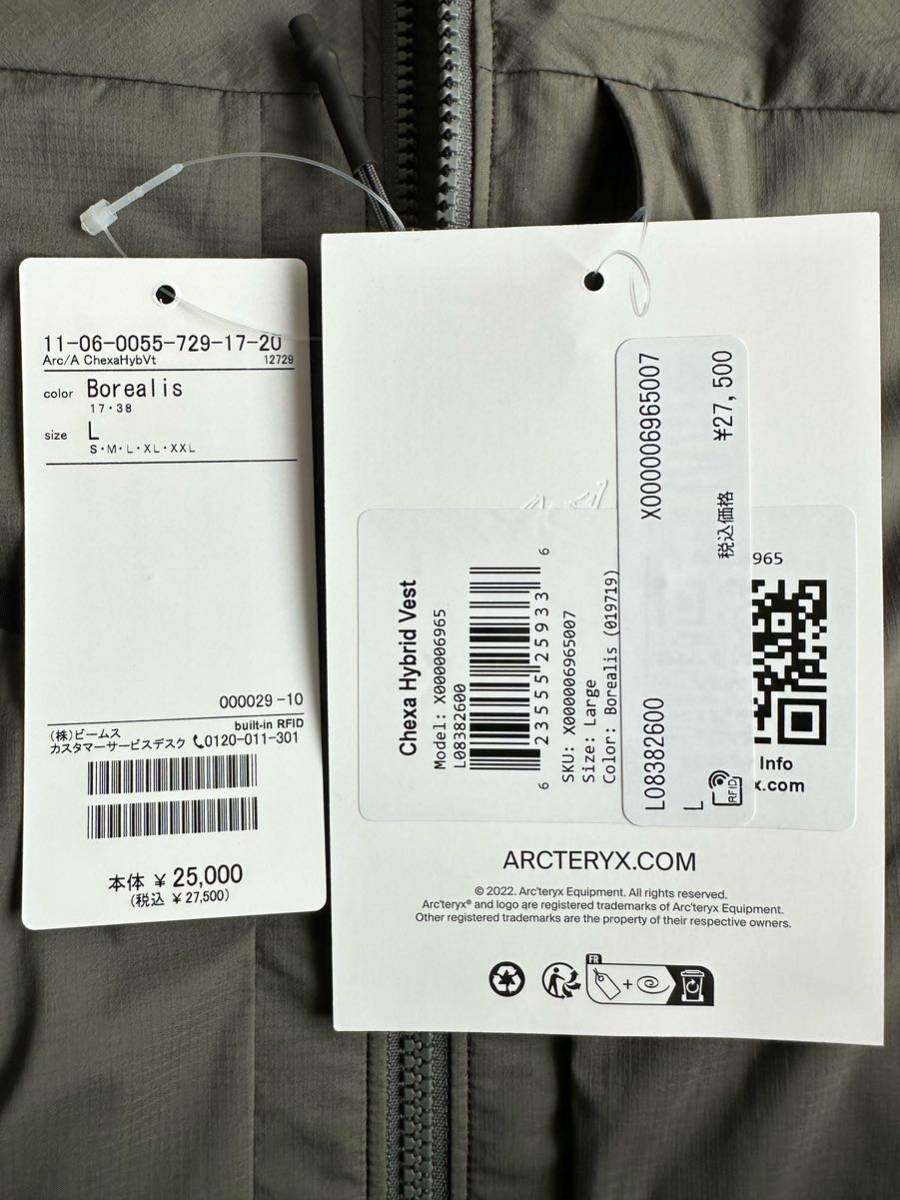 11-06-0055-729-17-20
Arc/A ChexaHybVt 12729
color Borealis
17・38
size L
S・M・L・XL・XXL
000029-10
built-in RFID
(株)ビームス
カスタマーサービスデスク 0120-011-301
本体 ¥25,000
(税込 ¥27,500)
X000006965007
¥27,500
税込価格
L08382600
L
RFID
Chexa Hybrid Vest
Model: X000006965
L08382600
6 23555 25933 6
SKU: X000006965007
Size: Large
Color: Borealis (019719)
965
Info
x.com
ARCTERYX.COM
© 2022. Arc'teryx Equipment. All rights reserved.
Arc'teryx® and logo are registered trademarks of Arc'teryx Equipment.
Other registered trademarks are the property of their respective owners.
FR
+